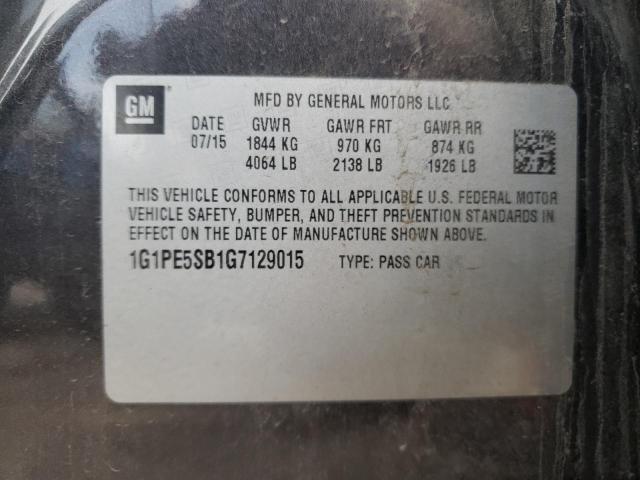 GM
MFD BY GENERAL MOTORS LLC
DATE GVWR GAWR FRT GAWR RR
07/15 1844 KG 970 KG 874 KG
4064 LB 2138 LB 1926 LB
THIS VEHICLE CONFORMS TO ALL APPLICABLE U.S. FEDERAL MOTOR
VEHICLE SAFETY, BUMPER, AND THEFT PREVENTION STANDARDS IN
EFFECT ON THE DATE OF MANUFACTURE SHOWN ABOVE.
1G1PE5SB1G7129015 TYPE: PASS CAR